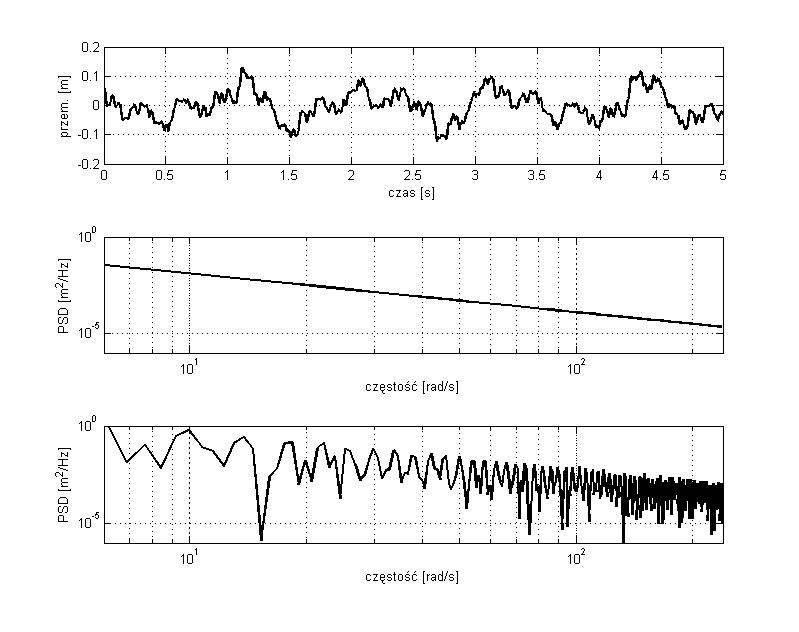 0.2
0.1
0
-0.1
-0.2
przem. [m]
0 0.5 1 1.5 2 2.5 3 3.5 4 4.5 5
czas [s]
10^0
10^-5
PSD [m^2/Hz]
10^1 10^2
częstość [rad/s]
10^0
10^-5
PSD [m^2/Hz]
10^1 10^2
częstość [rad/s]